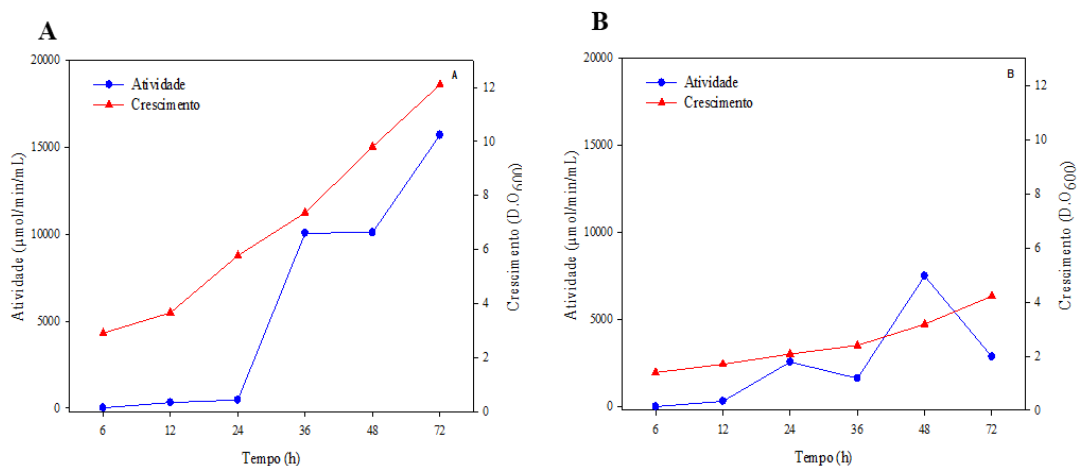 A
A
Atividade
Crescimento
20000
15000
10000
5000
0
Atividade (µmol/min/mL)
12
10
8
6
4
2
0
Crescimento (D.O600)
6 12 24 36 48 72
Tempo (h)
B
B
Atividade
Crescimento
20000
15000
10000
5000
0
Atividade (µmol/min/mL)
12
10
8
6
4
2
0
Crescimento (D.O600)
6 12 24 36 48 72
Tempo (h)